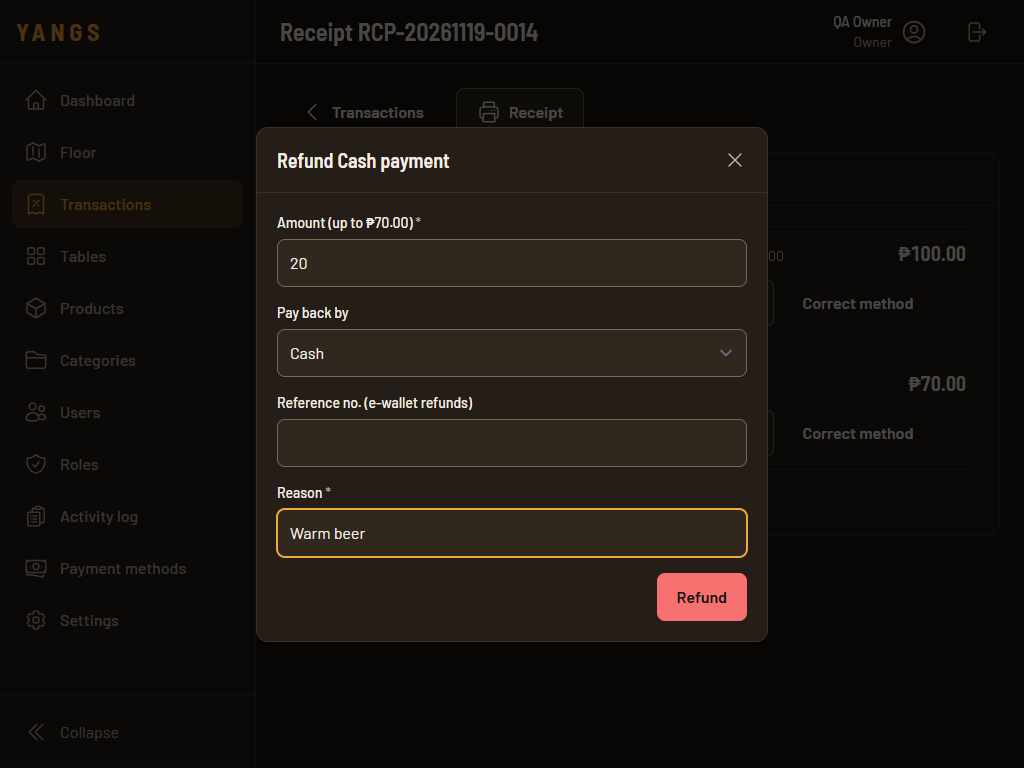 YANGS
Receipt RCP-20261119-0014
QA Owner
Owner
Dashboard
Floor
Transactions
Tables
Products
Categories
Users
Roles
Activity log
Payment methods
Settings
Collapse
Transactions
Receipt
Refund Cash payment
Amount (up to ₱70.00) *
20
Pay back by
Cash
Reference no. (e-wallet refunds)
Reason *
Warm beer
Refund
00
₱100.00
Correct method
₱70.00
Correct method